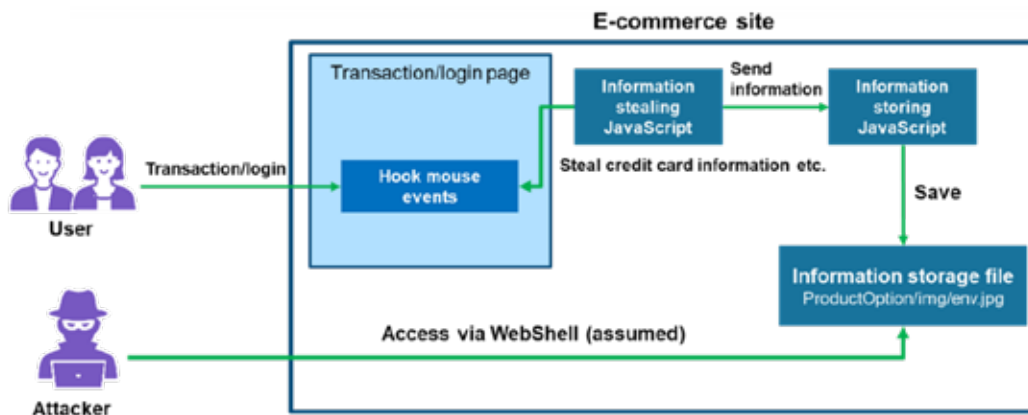 E-commerce site
Transaction/login page
Information
stealing
JavaScript
Send
information
Information
storing
JavaScript
Transaction/login
Hook mouse
events
Steal credit card information etc.
Save
User
Information storage file
ProductOption/img/env.jpg
Access via WebShell (assumed)
Attacker